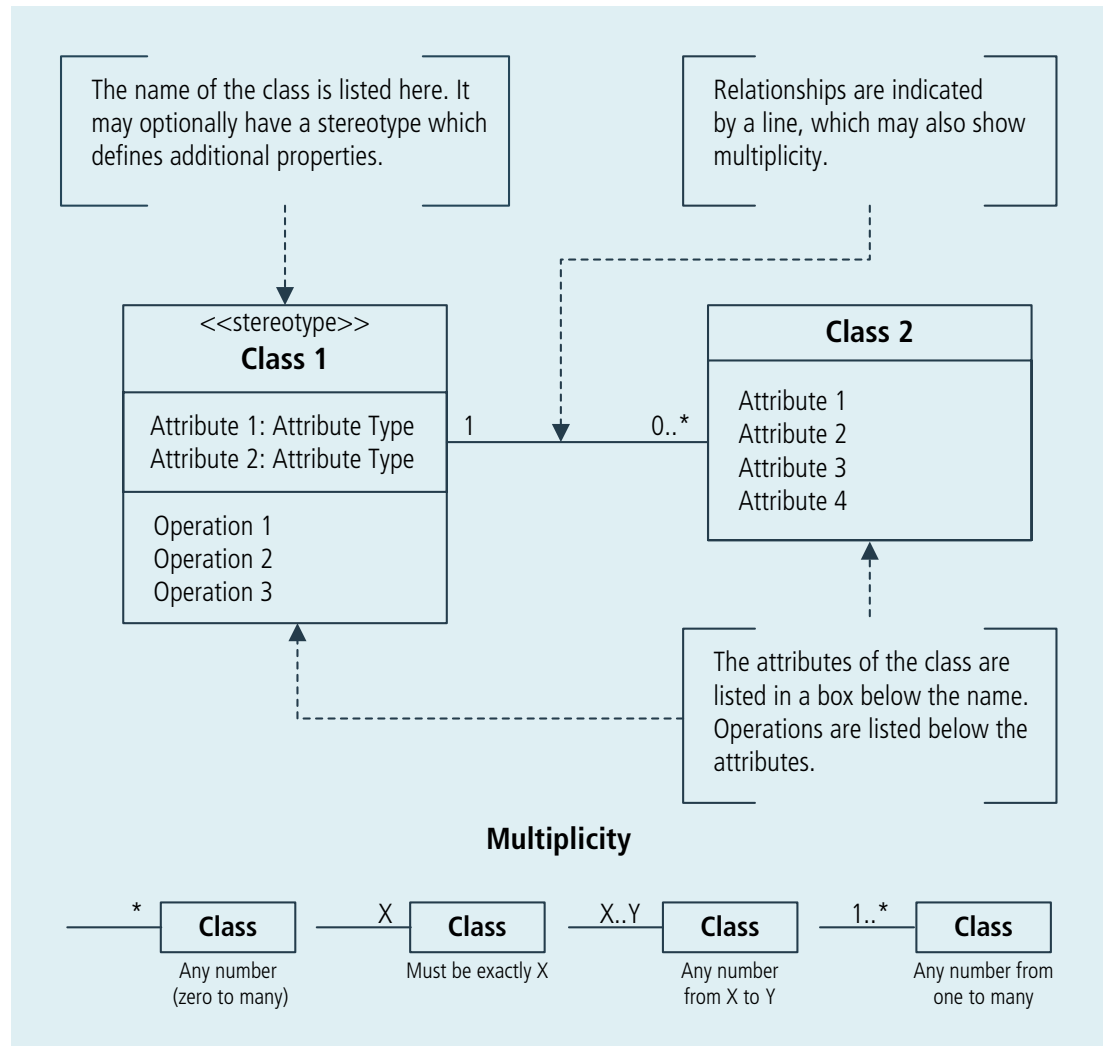 The name of the class is listed here. It
may optionally have a stereotype which
defines additional properties.
Relationships are indicated
by a line, which may also show
multiplicity.
<<stereotype>>
Class 1
Attribute 1: Attribute Type
Attribute 2: Attribute Type
Operation 1
Operation 2
Operation 3
1
0..*
Class 2
Attribute 1
Attribute 2
Attribute 3
Attribute 4
The attributes of the class are
listed in a box below the name.
Operations are listed below the
attributes.
Multiplicity
*
Class
Any number
(zero to many)
X
Class
Must be exactly X
X..Y
Class
Any number
from X to Y
1..*
Class
Any number from
one to many